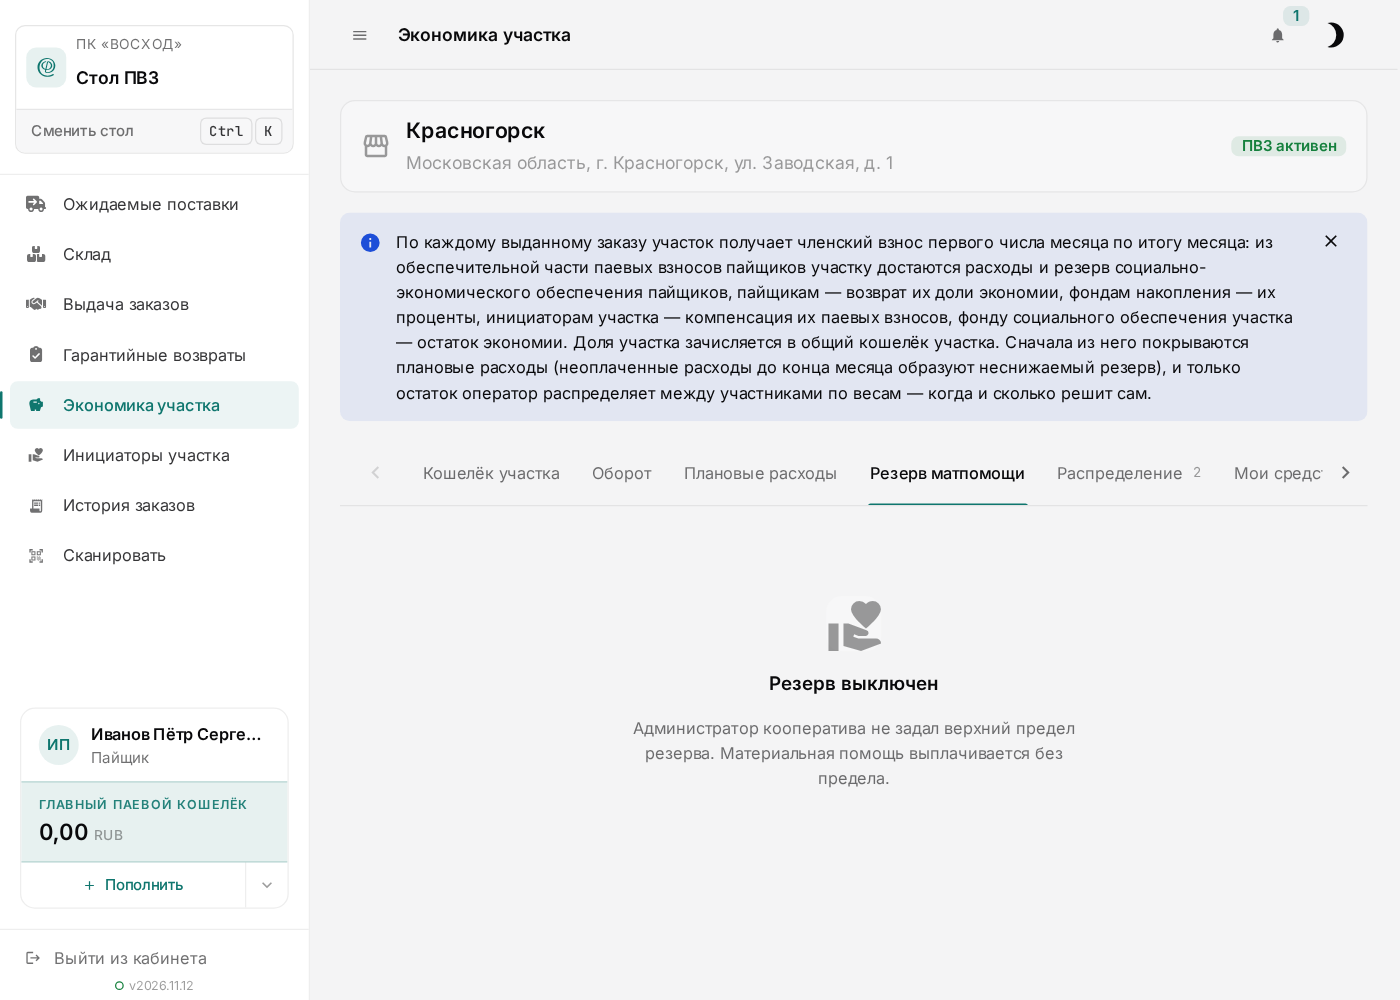 ПК «ВОСХОД»
Стол ПВЗ
Сменить стол
Ctrl K
Ожидаемые поставки
Склад
Выдача заказов
Гарантийные возвраты
Экономика участка
Инициаторы участка
История заказов
Сканировать
ИП
Иванов Пётр Серге...
Пайщик
ГЛАВНЫЙ ПАЕВОЙ КОШЕЛЁК
0,00 RUB
+ Пополнить
Выйти из кабинета
v2026.11.12
Экономика участка
1
Красногорск
Московская область, г. Красногорск, ул. Заводская, д. 1
ПВЗ активен
По каждому выданному заказу участок получает членский взнос первого числа месяца по итогу месяца: из
обеспечительной части паевых взносов пайщиков участку достаются расходы и резерв социально-
экономического обеспечения пайщиков, пайщикам — возврат их доли экономии, фондам накопления — их
проценты, инициаторам участка — компенсация их паевых взносов, фонду социального обеспечения участка
— остаток экономии. Доля участка зачисляется в общий кошелёк участка. Сначала из него покрываются
плановые расходы (неоплаченные расходы до конца месяца образуют неснижаемый резерв), и только
остаток оператор распределяет между участниками по весам — когда и сколько решит сам.
Кошелёк участка
Оборот
Плановые расходы
Резерв матпомощи
Распределение 2
Мои средст
Резерв выключен
Администратор кооператива не задал верхний предел
резерва. Материальная помощь выплачивается без
предела.